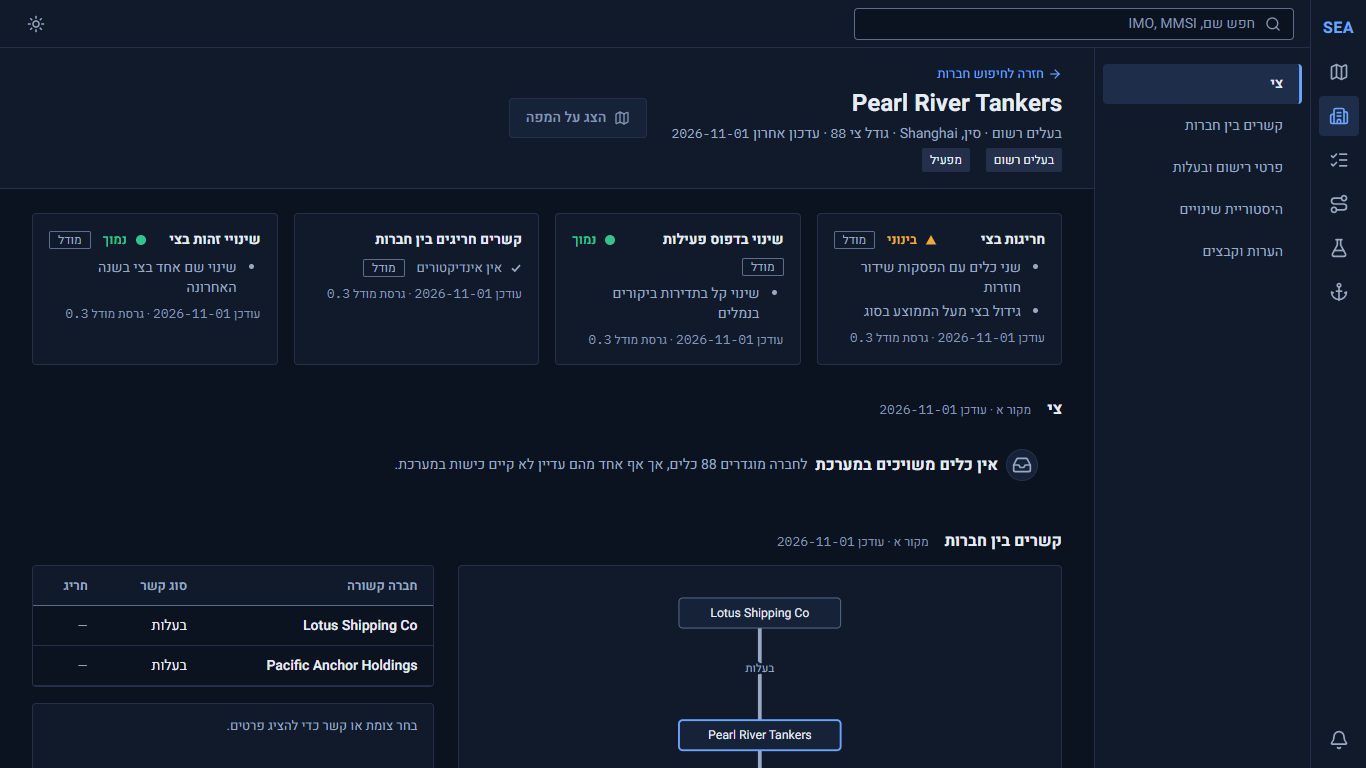 SEA
חפש שם, IMO, MMSI
צי
קשרים בין חברות
פרטי רישום ובעלות
היסטוריית שינויים
הערות וקבצים
חזרה לחיפוש חברות
Pearl River Tankers
בעלים רשום · סין, Shanghai · גודל צי 88 · עדכון אחרון 2026-11-01
בעלים רשום
מפעיל
הצג על המפה
חריגות בצי
בינוני
מודל
שני כלים עם הפסקות שידור
חוזרות
גידול בצי מעל הממוצע בסוג
עודכן 2026-11-01 · גרסת מודל 0.3
שינוי בדפוס פעילות
נמוך
מודל
שינוי קל בתדירות ביקורים
בנמלים
עודכן 2026-11-01 · גרסת מודל 0.3
קשרים חריגים בין חברות
אין אינדיקטורים
מודל
עודכן 2026-11-01 · גרסת מודל 0.3
שינויי זהות בצי
נמוך
מודל
שינוי שם אחד בצי בשנה
האחרונה
עודכן 2026-11-01 · גרסת מודל 0.3
צי
מקור א · עודכן 2026-11-01
אין כלים משויכים במערכת
לחברה מוגדרים 88 כלים, אך אף אחד מהם עדיין לא קיים כישות במערכת.
קשרים בין חברות
מקור א · עודכן 2026-11-01
Lotus Shipping Co
בעלות
Pearl River Tankers
חברה קשורה סוג קשר חריג
Lotus Shipping Co בעלות —
Pacific Anchor Holdings בעלות —
בחר צומת או קשר כדי להציג פרטים.